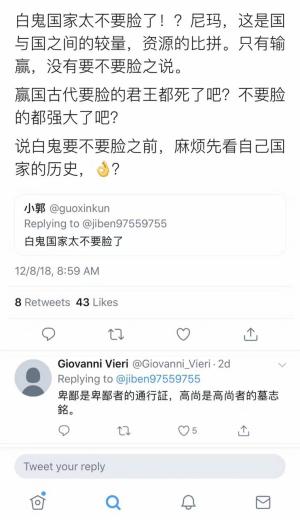 白鬼国家太不要脸了！？尼玛，这是国
与国之间的较量，资源的比拼。只有输
赢，没有要不要脸之说。
赢国古代要脸的君王都死了吧？不要脸
的都强大了吧？
说白鬼要不要脸之前，麻烦先看自己国
家的历史，👌？
小郭 @guoxinkun
Replying to @jiben97559755
白鬼国家太不要脸了
12/8/18, 8:59 AM
8 Retweets 43 Likes
Giovanni Vieri @Giovanni_Vieri · 2d
Replying to @jiben97559755
卑鄙是卑鄙者的通行証，高尚是高尚者的墓志
銘。
5
Tweet your reply